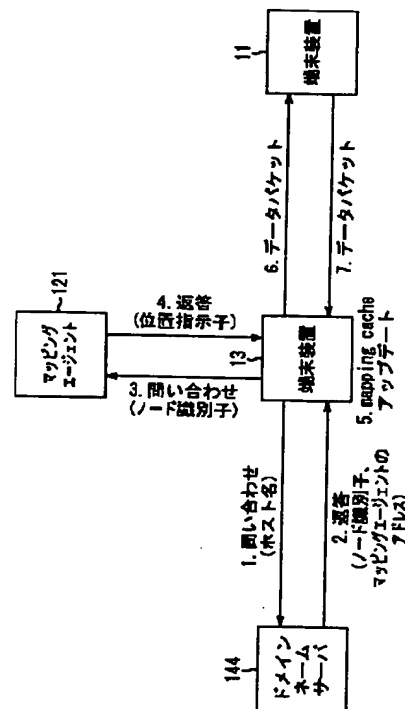 144
ドメイン
ネーム
サーバ
1. 問い合わせ
(ホスト名)
2. 返答
(ノード識別子、
マッピングエージェントの
アドレス)
121
マッピング
エージェント
3. 問い合わせ
(ノード識別子)
4. 返答
(位置指示子)
13
端末装置
5. mapping cache
アップデート
6. データパケット
7. データパケット
11
端末装置